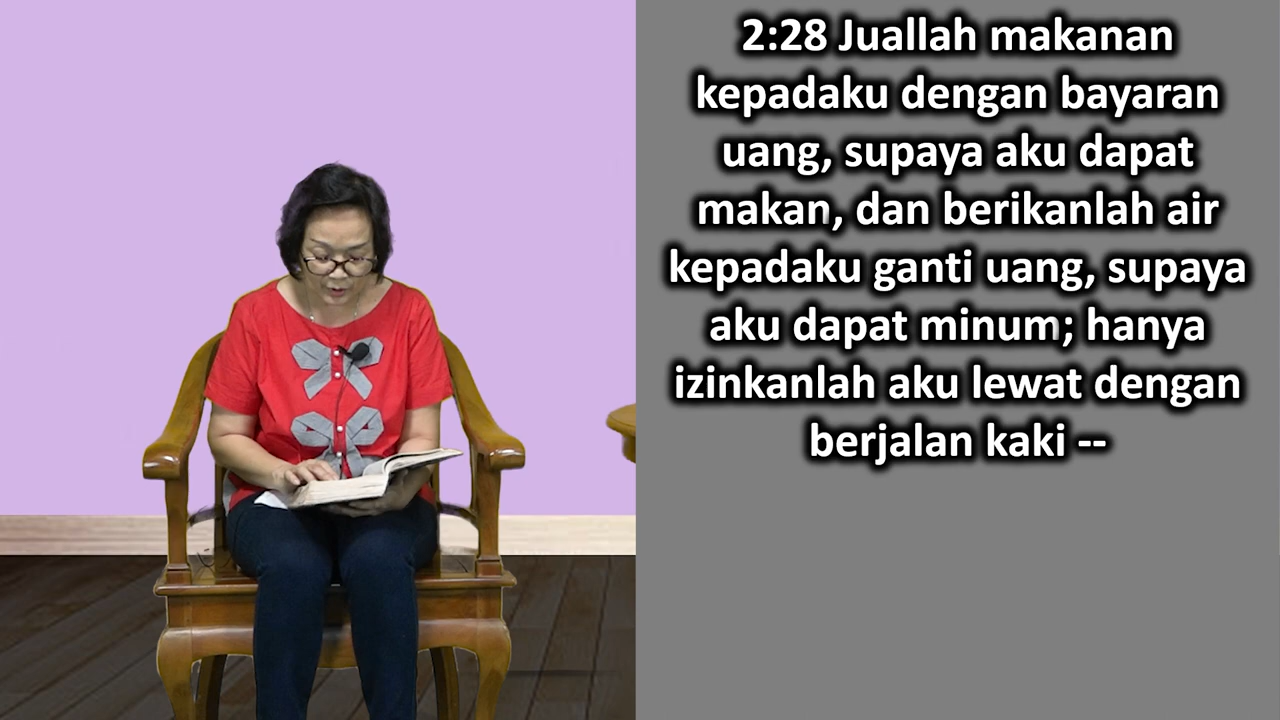 2:28 Juallah makanan
kepadaku dengan bayaran
uang, supaya aku dapat
makan, dan berikanlah air
kepadaku ganti uang, supaya
aku dapat minum; hanya
izinkanlah aku lewat dengan
berjalan kaki --